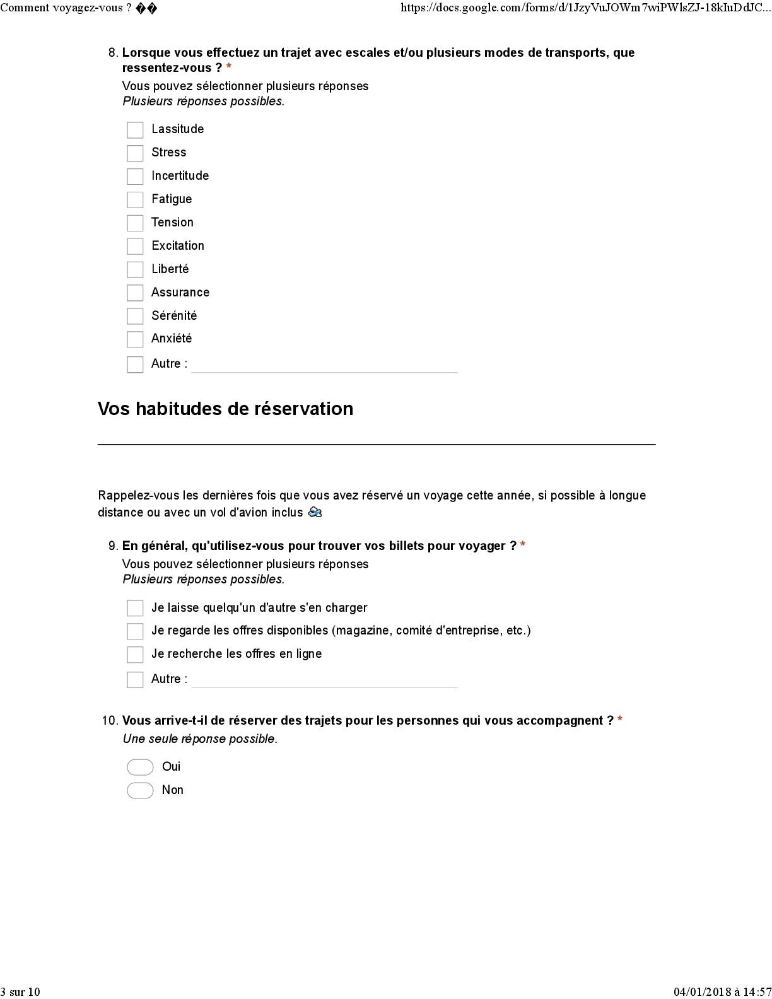 Comment voyagez-vous ? ��
https://docs.google.com/forms/d/1JzyVuJOWm7wiPWlsZJ-18kIuDdJC...
8. Lorsque vous effectuez un trajet avec escales et/ou plusieurs modes de transports, que
ressentez-vous ? *
Vous pouvez sélectionner plusieurs réponses
Plusieurs réponses possibles.
Lassitude
Stress
Incertitude
Fatigue
Tension
Excitation
Liberté
Assurance
Sérénité
Anxiété
Autre :
Vos habitudes de réservation
Rappelez-vous les dernières fois que vous avez réservé un voyage cette année, si possible à longue
distance ou avec un vol d'avion inclus
9. En général, qu'utilisez-vous pour trouver vos billets pour voyager ? *
Vous pouvez sélectionner plusieurs réponses
Plusieurs réponses possibles.
Je laisse quelqu'un d'autre s'en charger
Je regarde les offres disponibles (magazine, comité d'entreprise, etc.)
Je recherche les offres en ligne
Autre :
10. Vous arrive-t-il de réserver des trajets pour les personnes qui vous accompagnent ? *
Une seule réponse possible.
Oui
Non
3 sur 10
04/01/2018 à 14:57